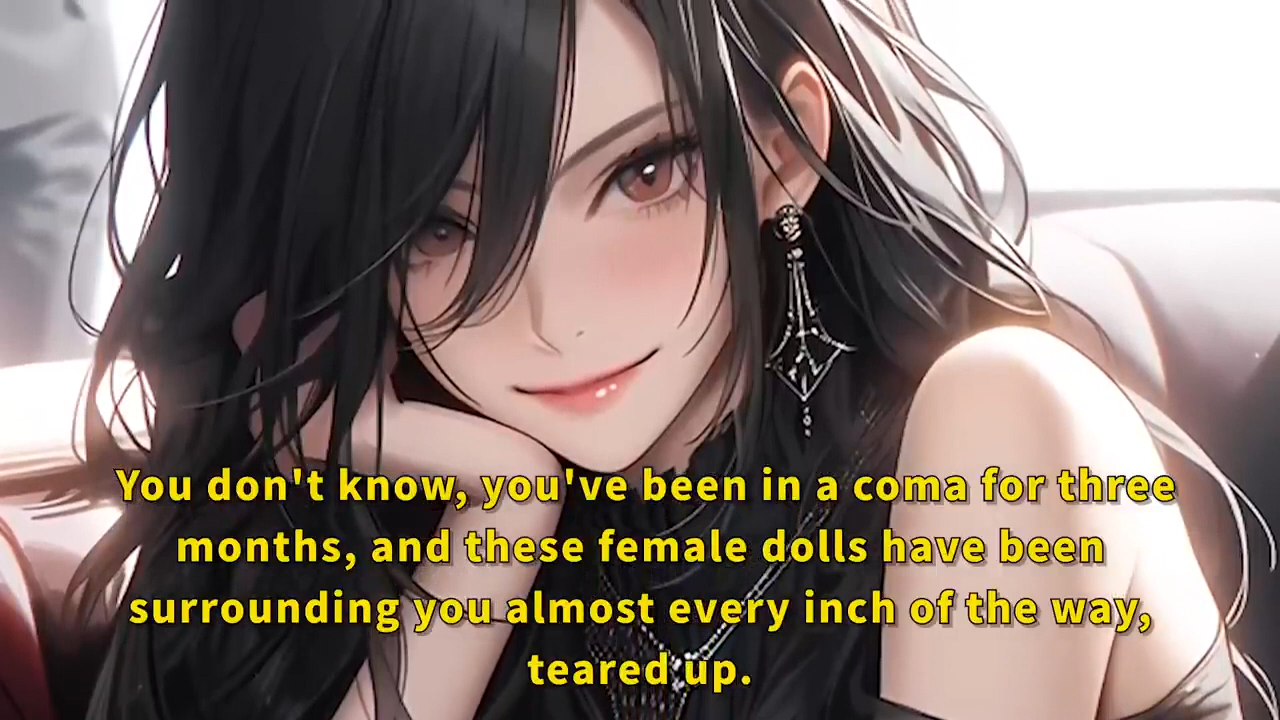 You don't know, you've been in a coma for three
months, and these female dolls have been
surrounding you almost every inch of the way,
teared up.